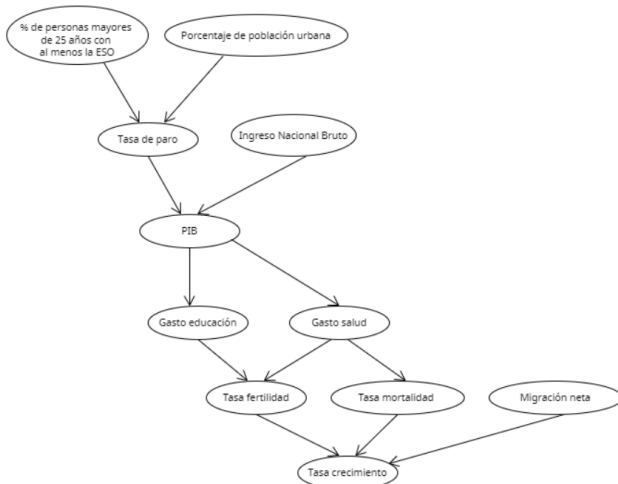 % de personas mayores
de 25 años con
al menos la ESO
Porcentaje de población urbana
Tasa de paro
Ingreso Nacional Bruto
PIB
Gasto educación
Gasto salud
Tasa fertilidad
Tasa mortalidad
Migración neta
Tasa crecimiento